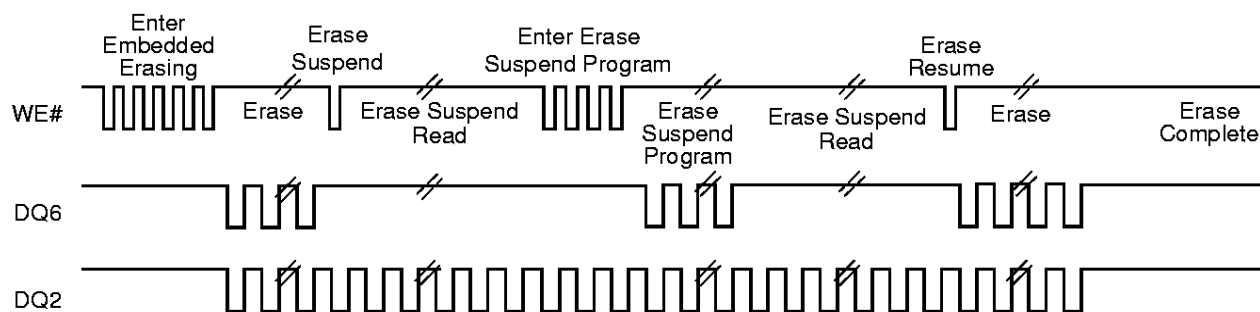 Enter
Embedded
Erasing
Erase
Suspend
Enter Erase
Suspend Program
Erase
Resume
WE#
Erase
Erase Suspend
Read
Erase
Suspend
Program
Erase Suspend
Read
Erase
Erase
Complete
DQ6
DQ2